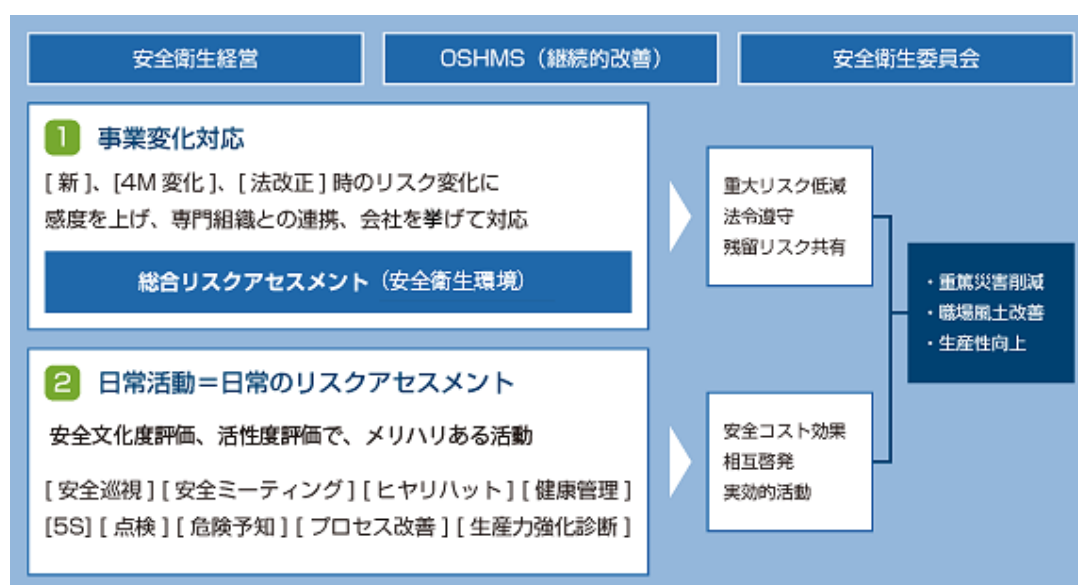 安全衛生経営
OSHMS（継続的改善）
安全衛生委員会
1 事業変化対応
[ 新 ]、[4M 変化 ]、[ 法改正 ] 時のリスク変化に
感度を上げ、専門組織との連携、会社を挙げて対応
総合リスクアセスメント（安全衛生環境）
重大リスク低減
法令遵守
残留リスク共有
2 日常活動＝日常のリスクアセスメント
安全文化度評価、活性度評価で、メリハリある活動
[ 安全巡視 ] [ 安全ミーティング ] [ ヒヤリハット ] [ 健康管理 ]
[5S] [ 点検 ] [ 危険予知 ] [ プロセス改善 ] [ 生産力強化診断 ]
安全コスト効果
相互啓発
実効的活動
・重篤災害削減
・職場風土改善
・生産性向上